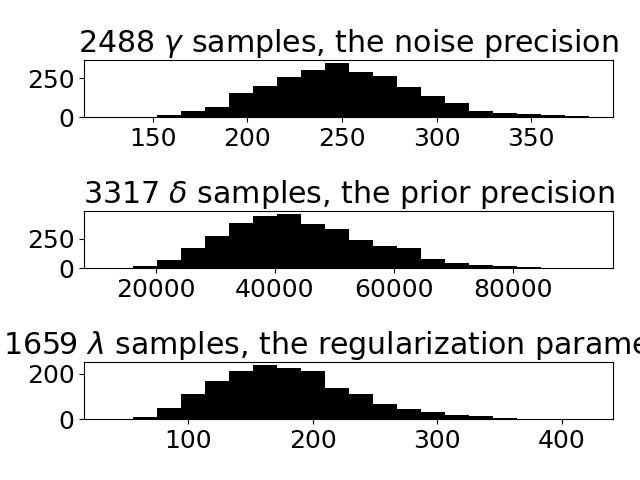 2488 γ samples, the noise precision
250
0
150 200 250 300 350
3317 δ samples, the prior precision
250
0
20000 40000 60000 80000
1659 λ samples, the regularization parame
200
0
100 200 300 400